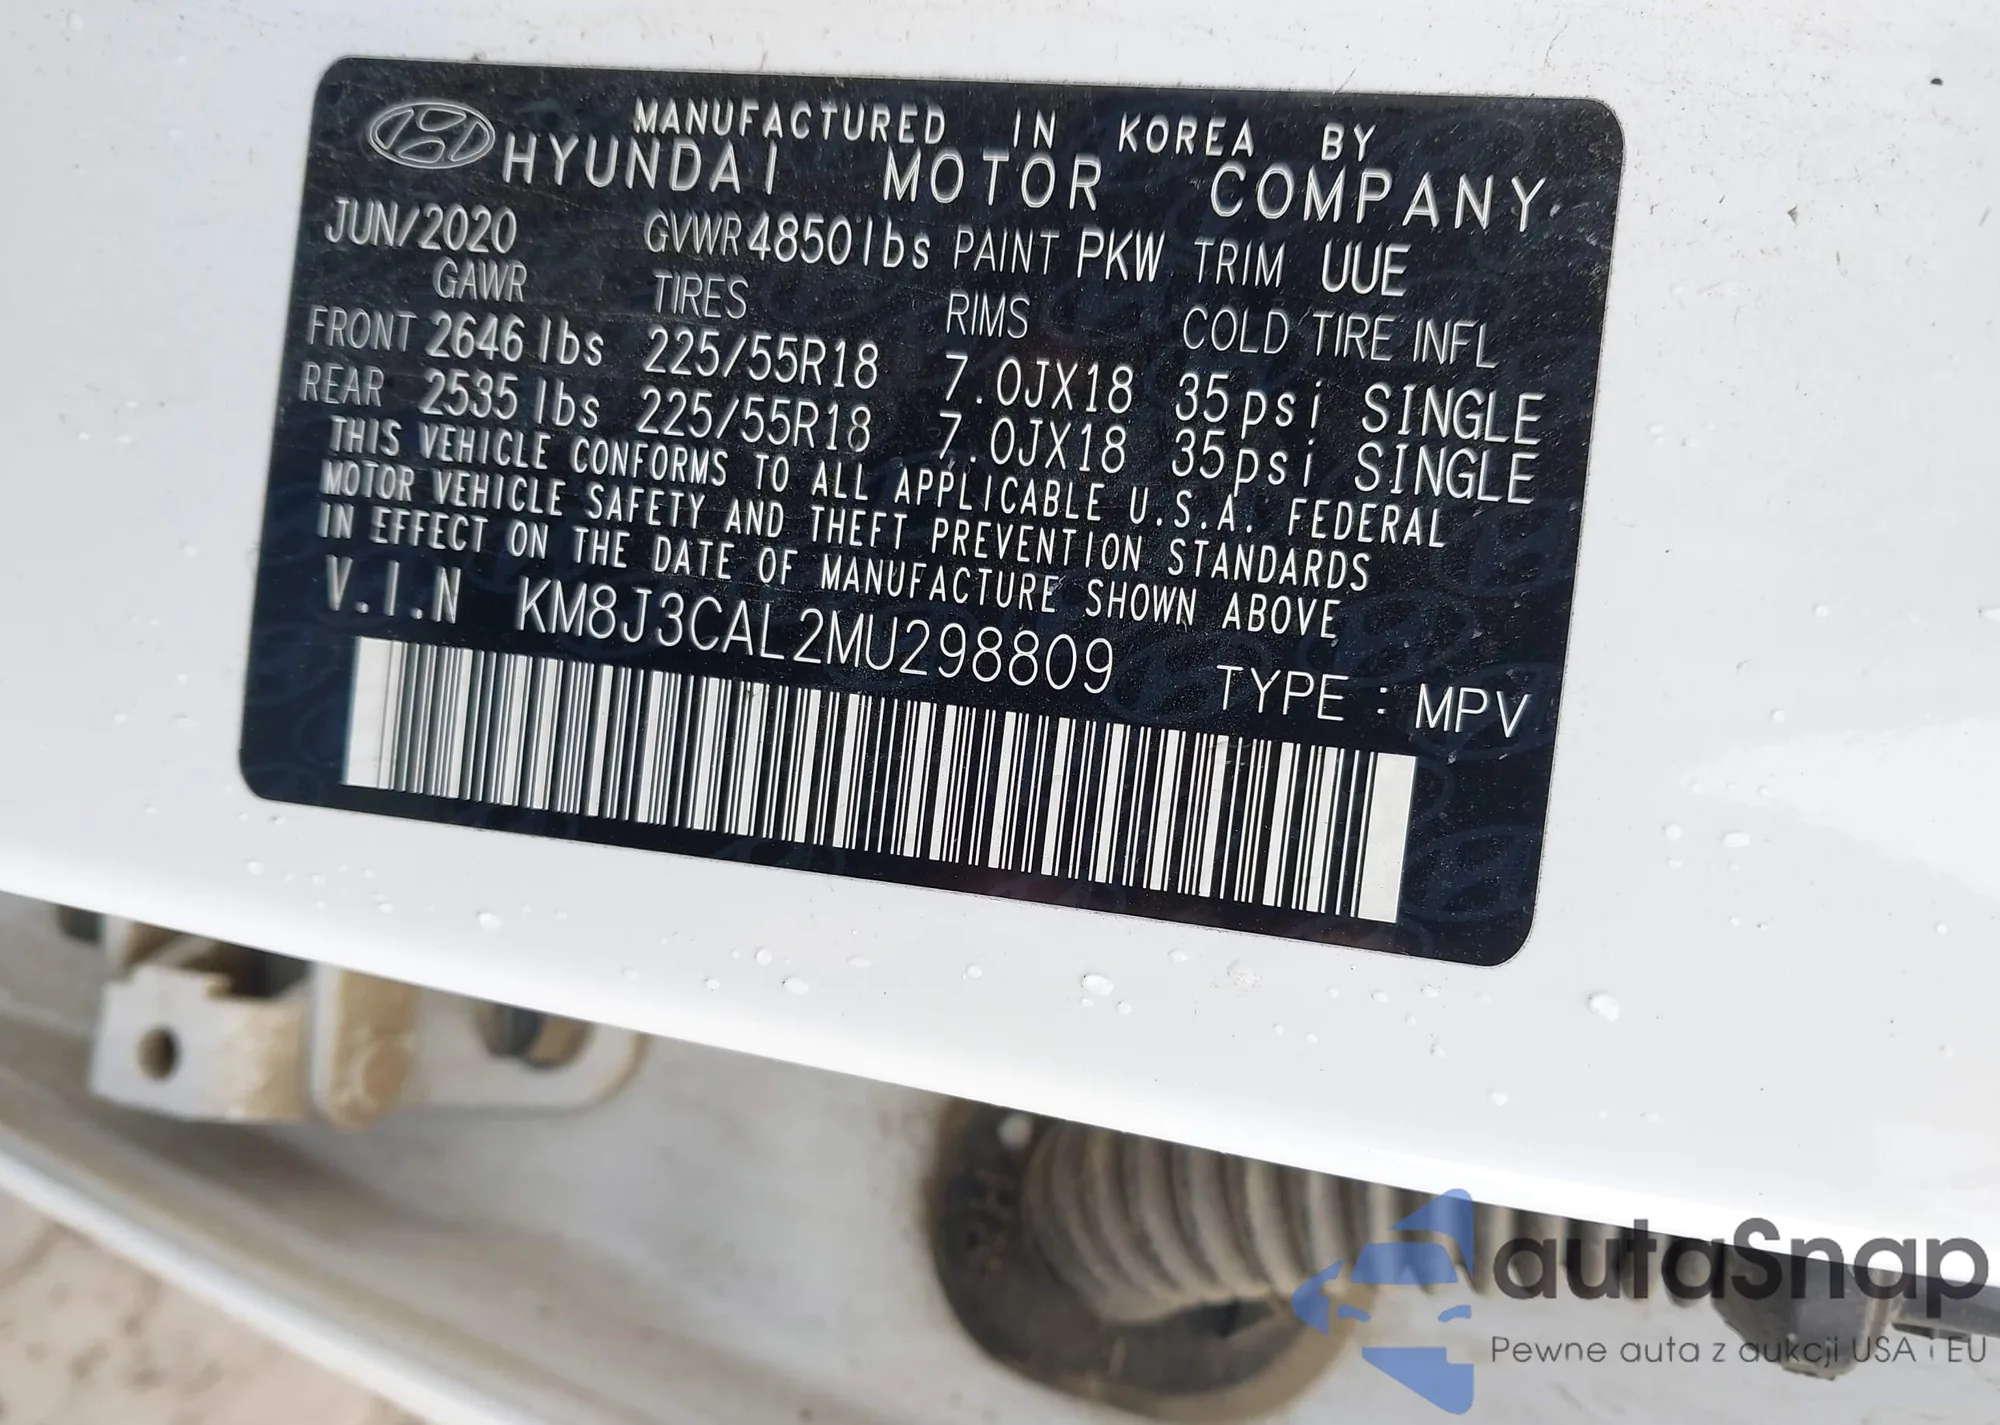 MANUFACTURED IN KOREA BY
HYUNDAI MOTOR COMPANY
JUN/2020 GVWR 4850lbs PAINT PKW TRIM UUE
GAWR TIRES RIMS COLD TIRE INFL
FRONT 2646 lbs 225/55R18 7.0JX18 35psi SINGLE
REAR 2535 lbs 225/55R18 7.0JX18 35psi SINGLE
THIS VEHICLE CONFORMS TO ALL APPLICABLE U.S.A. FEDERAL
MOTOR VEHICLE SAFETY AND THEFT PREVENTION STANDARDS
IN EFFECT ON THE DATE OF MANUFACTURE SHOWN ABOVE
V.I.N KM8J3CAL2MU298809 TYPE : MPV
autaSnap
Pewne auta z aukcji USA i EU